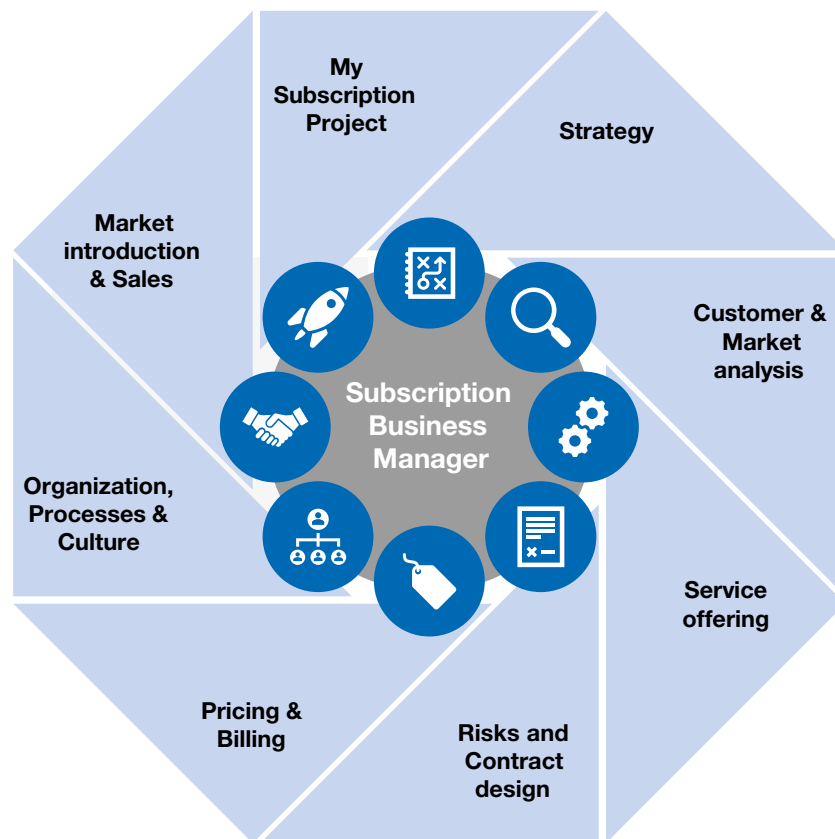 My
Subscription
Project
Strategy
Market
introduction
& Sales
Customer &
Market
analysis
Subscription
Business
Manager
Organization,
Processes &
Culture
Service
offering
Pricing &
Billing
Risks and
Contract
design